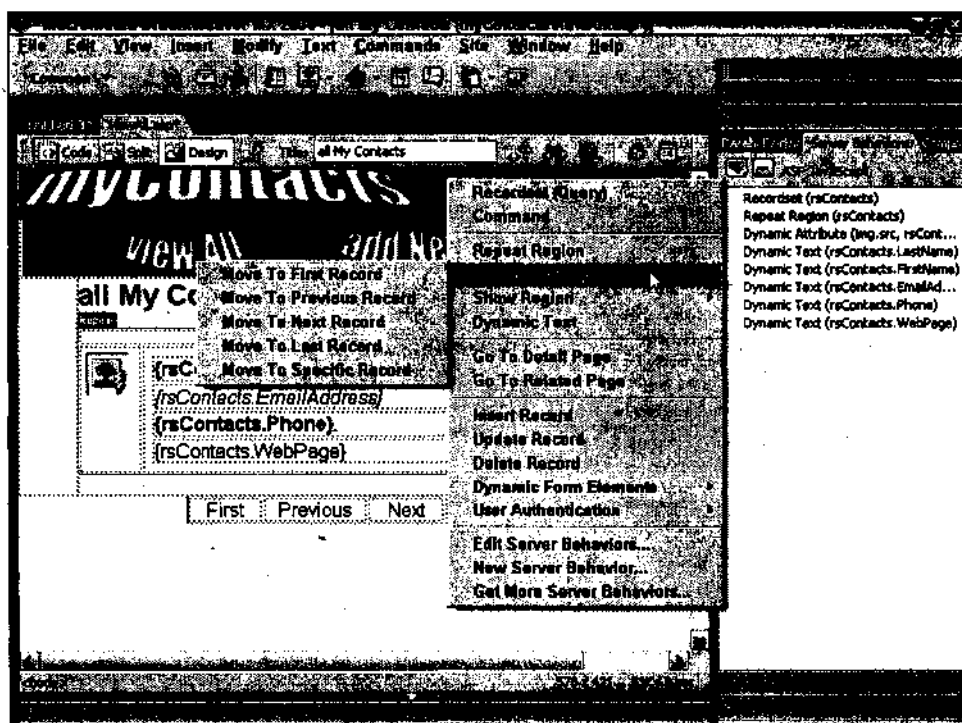 File Edit View Insert Modify Text Commands Site Window Help
Common
Code Split Design Title: all My Contacts
myContacts
view All add Ne
all My Co
Repeat
{rsC
{rsContacts.EmailAddress}
{rsContacts.Phone}
{rsContacts.WebPage}
First Previous Next
Move To First Record
Move To Previous Record
Move To Next Record
Move To Last Record
Move To Specific Record
Recordset (Query)
Command
Repeat Region
Show Region
Dynamic Text
Go To Detail Page
Go To Related Page
Insert Record
Update Record
Delete Record
Dynamic Form Elements
User Authentication
Edit Server Behaviors...
New Server Behavior...
Get More Server Behaviors...
Recordset (rsContacts)
Repeat Region (rsContacts)
Dynamic Attribute (Img.src, rsCont...
Dynamic Text (rsContacts.LastName)
Dynamic Text (rsContacts.FirstName)
Dynamic Text (rsContacts.EmailAd...
Dynamic Text (rsContacts.Phone)
Dynamic Text (rsContacts.WebPage)